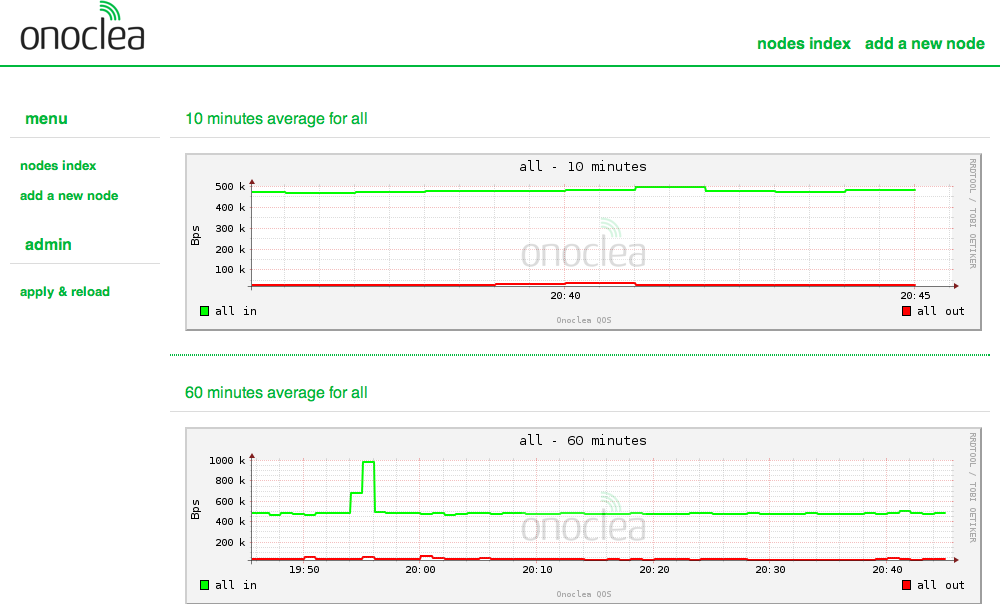 onoclea
nodes index add a new node
menu
nodes index
add a new node
admin
apply & reload
10 minutes average for all
all - 10 minutes
RRDTOOL / TOBI OETIKER
Bps
500 k
400 k
300 k
200 k
100 k
onoclea
20:40 20:45
all in all out
Onoclea QOS
60 minutes average for all
all - 60 minutes
RRDTOOL / TOBI OETIKER
Bps
1000 k
800 k
600 k
400 k
200 k
onoclea
19:50 20:00 20:10 20:20 20:30 20:40
all in all out
Onoclea QOS